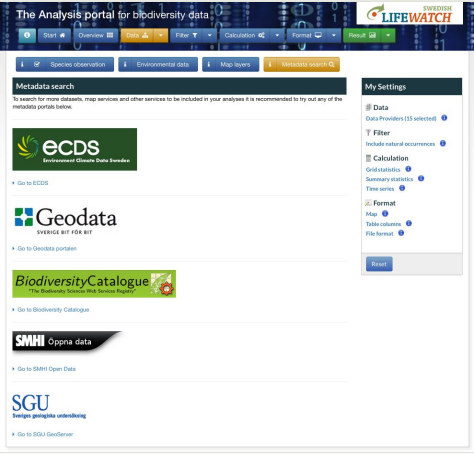 The Analysis portal for biodiversity data
SWEDISH
LIFEWATCH
Start
Overview
Data
Filter
Calculation
Format
Result
Species observation
Environmental data
Map layers
Metadata search
Metadata search
To search for more datasets, map services and other services to be included in your analyses it is recommended to try out any of the
metadata portals below.
ecds
Environment Climate Data Sweden
Go to ECDS
Geodata
SVERIGE BIT FÖR BIT
Go to Geodata portalen
BiodiversityCatalogue
"The Biodiversity Sciences Web Services Registry"
Go to Biodiversity Catalogue
SMHI Öppna data
Go to SMHI Open Data
SGU
Sveriges geologiska undersökning
Go to SGU GeoServer
My Settings
Data
Data Providers (15 selected)
Filter
Include natural occurrences
Calculation
Grid statistics
Summary statistics
Time series
Format
Map
Table columns
File format
Reset